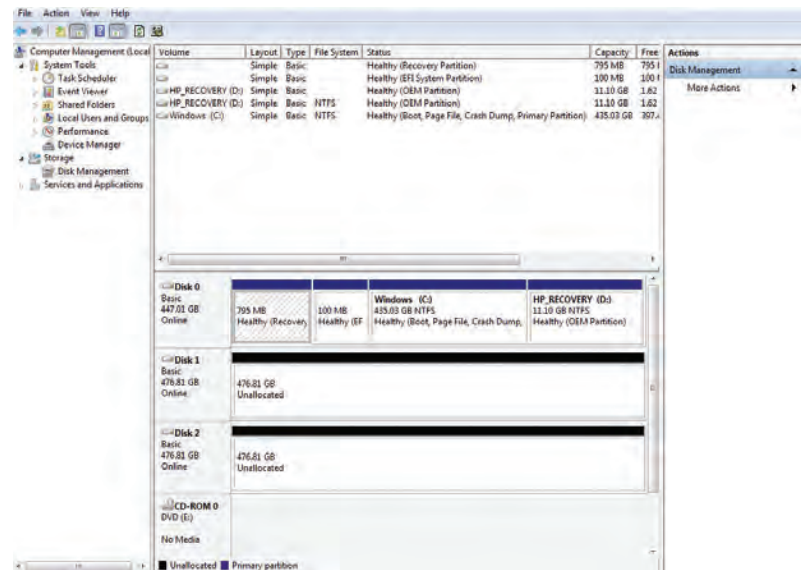 File Action View Help
Computer Management (Local
System Tools
Task Scheduler
Event Viewer
Shared Folders
Local Users and Groups
Performance
Device Manager
Storage
Disk Management
Services and Applications
Volume Layout Type File System Status Capacity Free
Simple Basic Healthy (Recovery Partition) 795 MB 795
Simple Basic Healthy (EFI System Partition) 100 MB 100
HP_RECOVERY (D:) Simple Basic Healthy (OEM Partition) 11.10 GB 1.62
HP_RECOVERY (D:) Simple Basic NTFS Healthy (OEM Partition) 11.10 GB 1.62
Windows (C:) Simple Basic NTFS Healthy (Boot, Page File, Crash Dump, Primary Partition) 435.03 GB 397.
Actions
Disk Management
More Actions
Disk 0
Basic
447.01 GB
Online
795 MB
Healthy (Recovery
100 MB
Healthy (EF
Windows (C:)
435.03 GB NTFS
Healthy (Boot, Page File, Crash Dump,
HP_RECOVERY (D:)
11.10 GB NTFS
Healthy (OEM Partition)
Disk 1
Basic
476.81 GB
Online
476.81 GB
Unallocated
Disk 2
Basic
476.81 GB
Online
476.81 GB
Unallocated
CD-ROM 0
DVD (E:)
No Media
Unallocated Primary partition